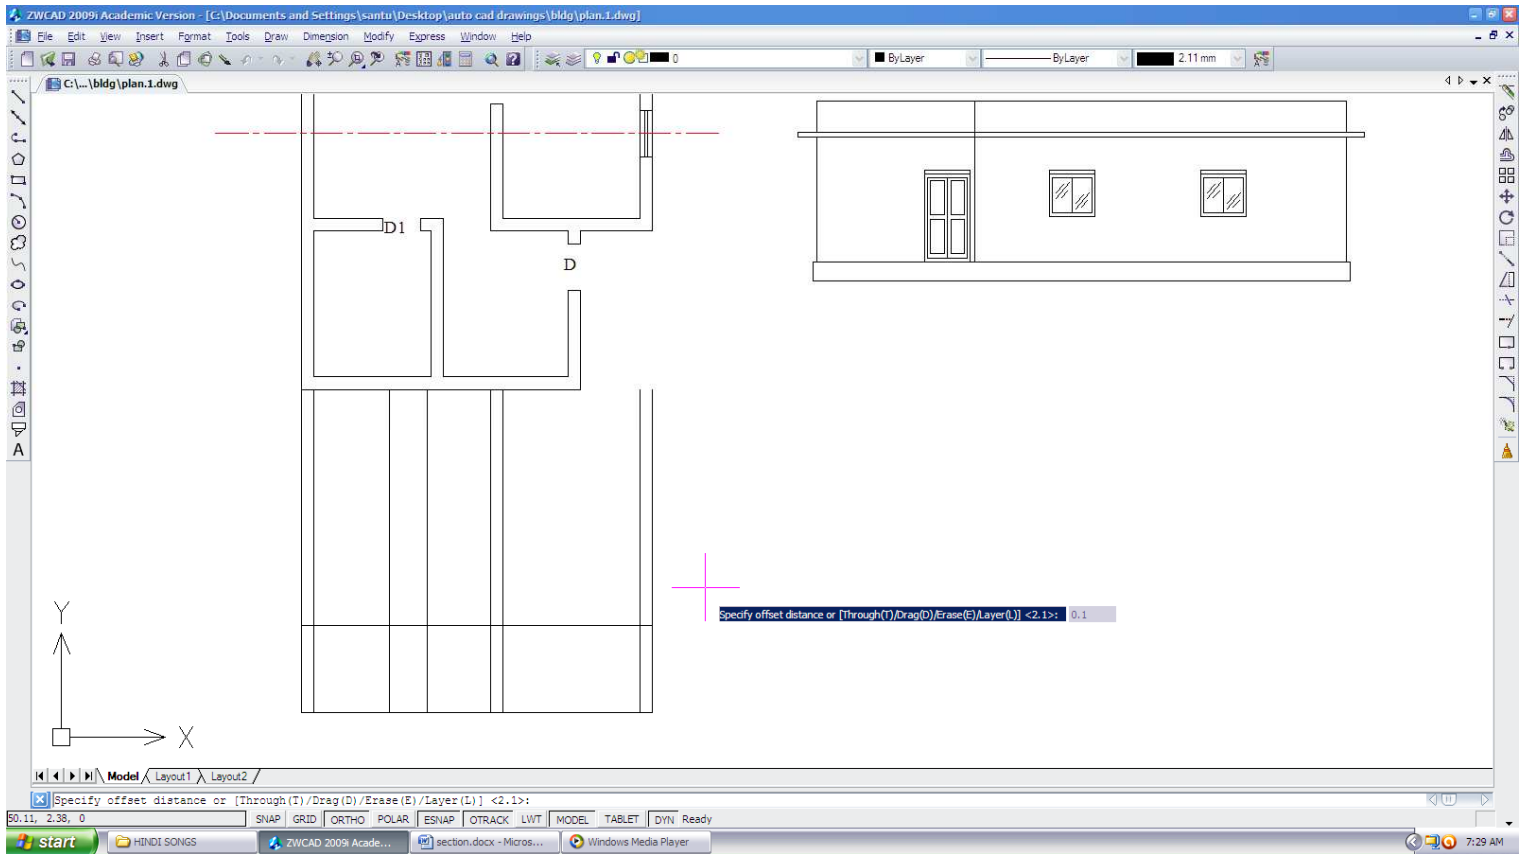 ZWCAD 2009i Academic Version - [C:\Documents and Settings\santu\Desktop\auto cad drawings\bldg\plan.1.dwg]
File Edit View Insert Format Tools Draw Dimension Modify Express Window Help
0 ByLayer ByLayer 2.11 mm
C:\...\bldg\plan.1.dwg
D1
D
Specify offset distance or [Through(T)/Drag(D)/Erase(E)/Layer(L)] <2.1>: 0.1
Y
X
Model Layout1 Layout2
Specify offset distance or [Through(T)/Drag(D)/Erase(E)/Layer(L)] <2.1>:
50.11, 2.38, 0 SNAP GRID ORTHO POLAR ESNAP OTRACK LWT MODEL TABLET DYN Ready
start HINDI SONGS ZWCAD 2009i Acade... section.docx - Micros... Windows Media Player 7:29 AM